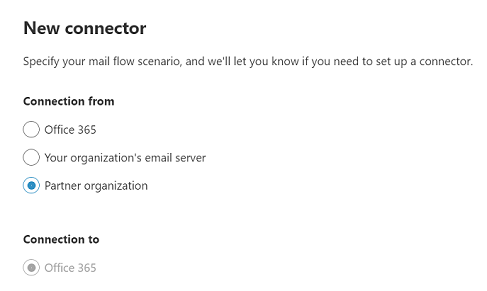 New connector
Specify your mail flow scenario, and we'll let you know if you need to set up a connector.
Connection from
Office 365
Your organization's email server
Partner organization
Connection to
Office 365